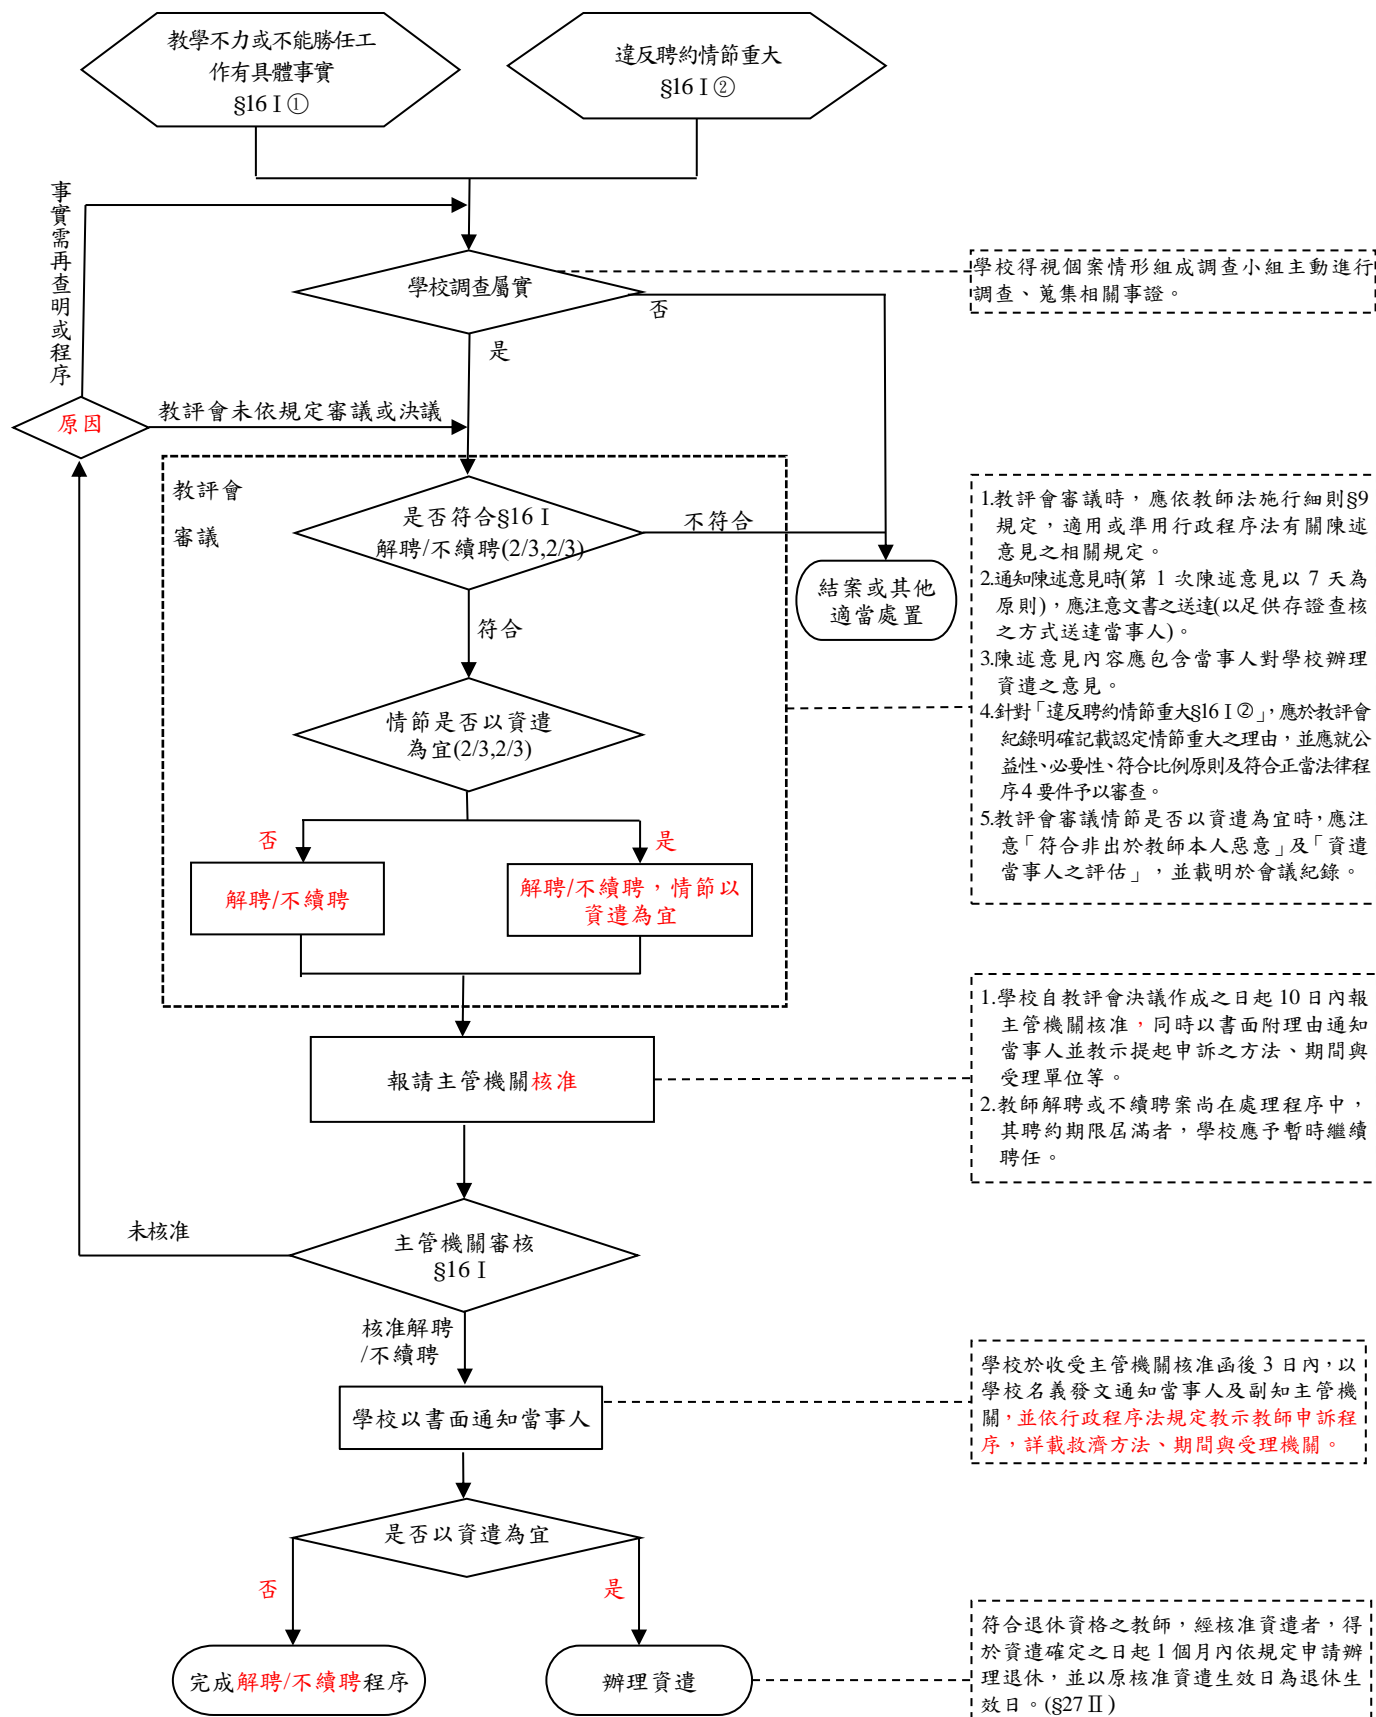 教學不力或不能勝任工
作有具體事實
§16 I ①
違反聘約情節重大
§16 I ②
事實需再查明或程序
學校調查屬實
否
是
學校得視個案情形組成調查小組主動進行
調查、蒐集相關事證。
原因
教評會未依規定審議或決議
教評會
審議
是否符合§16 I
解聘/不續聘(2/3,2/3)
不符合
符合
結案或其他
適當處置
情節是否以資遣
為宜(2/3,2/3)
否
是
解聘/不續聘
解聘/不續聘，情節以
資遣為宜
1.教評會審議時，應依教師法施行細則§9
規定，適用或準用行政程序法有關陳述
意見之相關規定。
2.通知陳述意見時(第 1 次陳述意見以 7 天為
原則)，應注意文書之送達(以足供存證查核
之方式送達當事人)。
3.陳述意見內容應包含當事人對學校辦理
資遣之意見。
4.針對「違反聘約情節重大§16 I ②」，應於教評會
紀錄明確記載認定情節重大之理由，並應就公
益性、必要性、符合比例原則及符合正當法律程
序 4 要件予以審查。
5.教評會審議情節是否以資遣為宜時，應注
意「符合非出於教師本人惡意」及「資遣
當事人之評估」，並載明於會議紀錄。
報請主管機關核准
1.學校自教評會決議作成之日起 10 日內報
主管機關核准，同時以書面附理由通知
當事人並教示提起申訴之方法、期間與
受理單位等。
2.教師解聘或不續聘案尚在處理程序中，
其聘約期限屆滿者，學校應予暫時繼續
聘任。
未核准
主管機關審核
§16 I
核准解聘
/不續聘
學校以書面通知當事人
學校於收受主管機關核准函後 3 日內，以
學校名義發文通知當事人及副知主管機
關，並依行政程序法規定教示教師申訴程
序，詳載救濟方法、期間與受理機關。
是否以資遣為宜
否
是
完成解聘/不續聘程序
辦理資遣
符合退休資格之教師，經核准資遣者，得
於資遣確定之日起 1 個月內依規定申請辦
理退休，並以原核准資遣生效日為退休生
效日。(§27 II )